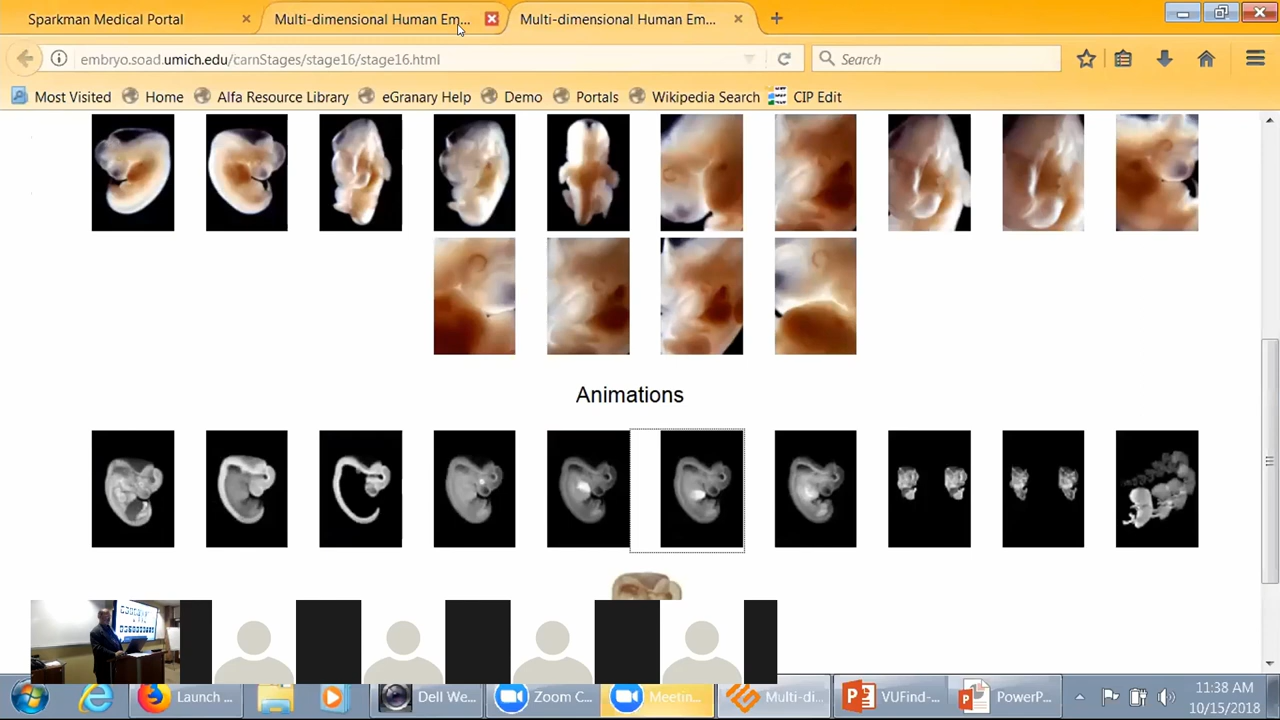 Sparkman Medical Portal
Multi-dimensional Human Em...
Multi-dimensional Human Em...
embryo.soad.umich.edu/carnStages/stage16/stage16.html
Search
Most Visited
Home
Alfa Resource Library
eGranary Help
Demo
Portals
Wikipedia Search
CIP Edit
Animations
Launch ...
Dell We...
Zoom C...
Meetin...
Multi-di...
VUFind-...
PowerP...
11:38 AM
10/15/2018